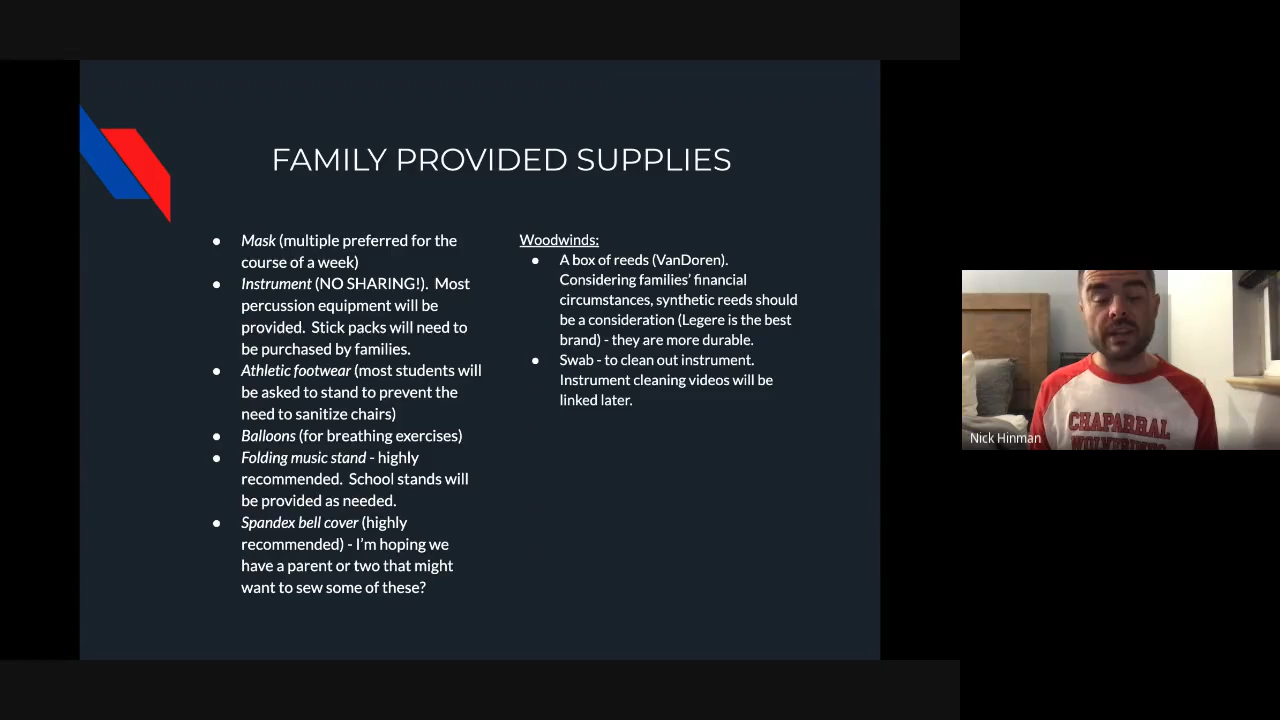 FAMILY PROVIDED SUPPLIES
● Mask (multiple preferred for the
course of a week)
● Instrument (NO SHARING!). Most
percussion equipment will be
provided. Stick packs will need to
be purchased by families.
● Athletic footwear (most students will
be asked to stand to prevent the
need to sanitize chairs)
● Balloons (for breathing exercises)
● Folding music stand - highly
recommended. School stands will
be provided as needed.
● Spandex bell cover (highly
recommended) - I'm hoping we
have a parent or two that might
want to sew some of these?
Woodwinds:
● A box of reeds (VanDoren).
Considering families' financial
circumstances, synthetic reeds should
be a consideration (Legere is the best
brand) - they are more durable.
● Swab - to clean out instrument.
Instrument cleaning videos will be
linked later.
CHAPARRAL
WOLVERINES
Nick Hinman